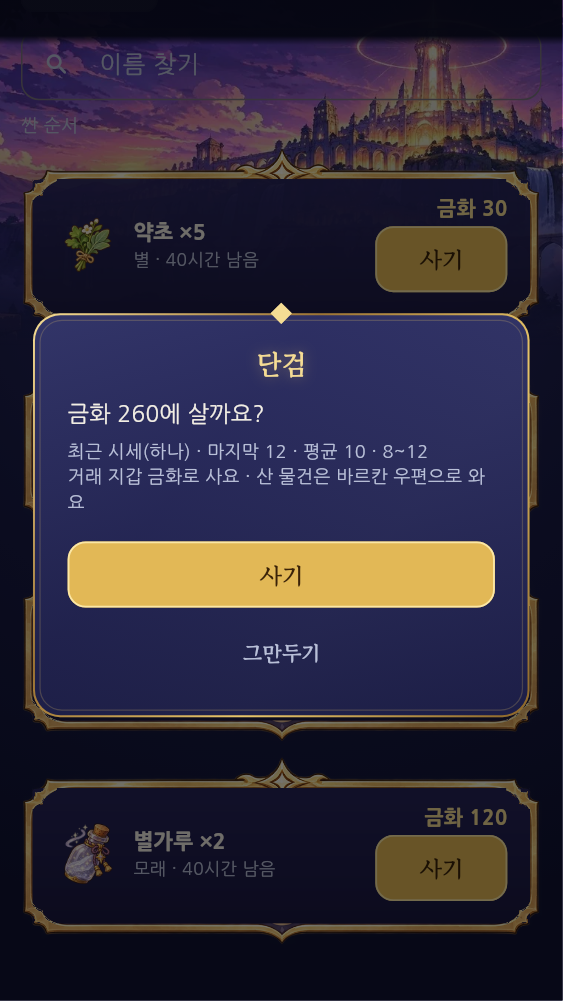 이름 찾기
싼 순서
금화 30
약초 ×5
사기
별 · 40시간 남음
단검
금화 260에 살까요?
최근 시세(하나) · 마지막 12 · 평균 10 · 8~12
거래 지갑 금화로 사요 · 산 물건은 바르칸 우편으로 와
요
사기
그만두기
금화 120
별가루 ×2
사기
모래 · 40시간 남음